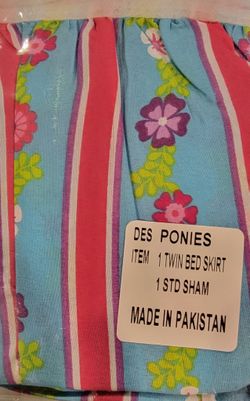 DES PONIES
ITEM 1 TWIN BED SKIRT
1 STD SHAM
MADE IN PAKISTAN